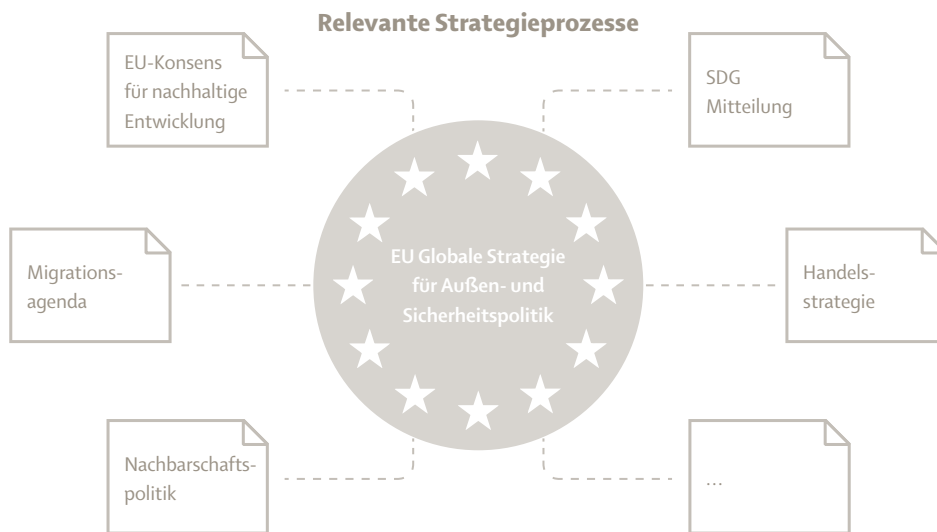 Relevante Strategieprozesse
EU-Konsens
für nachhaltige
Entwicklung
SDG
Mitteilung
Migrations-
agenda
EU Globale Strategie
für Außen- und
Sicherheitspolitik
Handels-
strategie
Nachbarschafts-
politik
...